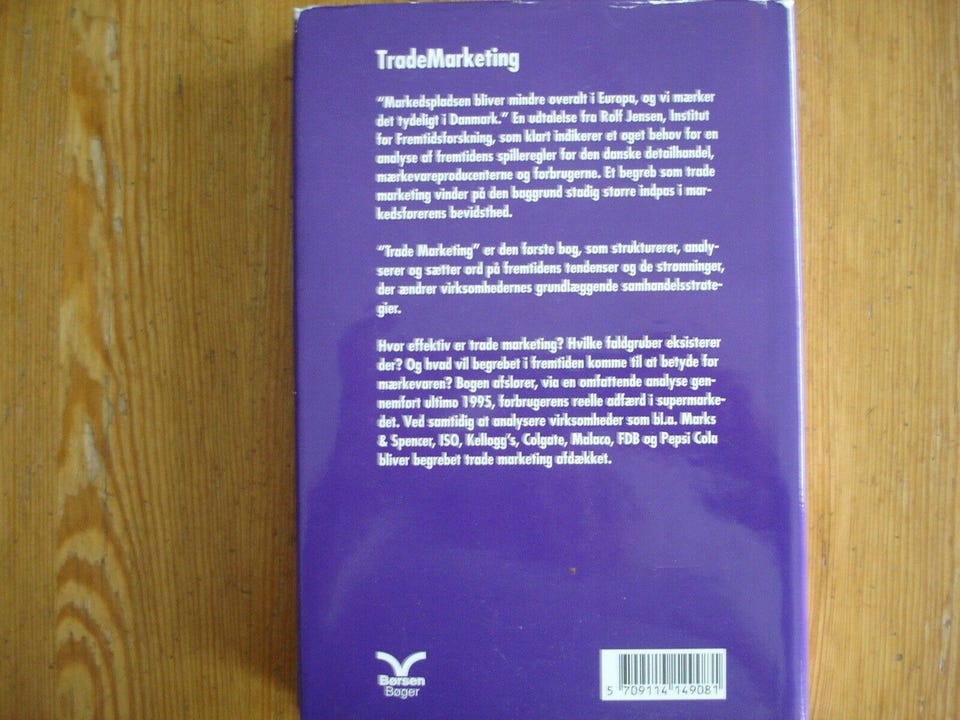 TradeMarketing
"Markedspladsen bliver mindre overalt i Europa, og vi mærker
det tydeligt i Danmark." En udtalelse fra Rolf Jensen, Institut
for Fremtidsforskning, som klart indikerer et øget behov for en
analyse af fremtidens spilleregler for den danske detailhandel,
mærkevareproducenterne og forbrugerne. Et begreb som trade
marketing vinder på den baggrund stadig større indpas i mar-
kedsførerens bevidsthed.
"Trade Marketing" er den første bog, som strukturerer, analy-
serer og sætter ord på fremtidens tendenser og de strømninger,
der ændrer virksomhedernes grundlæggende samhandelsstrate-
gier.
Hvor effektiv er trade marketing? Hvilke faldgruber eksisterer
der? Og hvad vil begrebet i fremtiden komme til at betyde for
mærkevaren? Bogen afslører, via en omfattende analyse gen-
nemført ultimo 1995, forbrugerens reelle adfærd i supermarke-
det. Ved samtidig at analysere virksomheder som bl.a. Marks
& Spencer, ISO, Kellogg's, Colgate, Malaco, FDB og Pepsi Cola
bliver begrebet trade marketing afdækket.
Børsen
Bøger
5 709114 149081